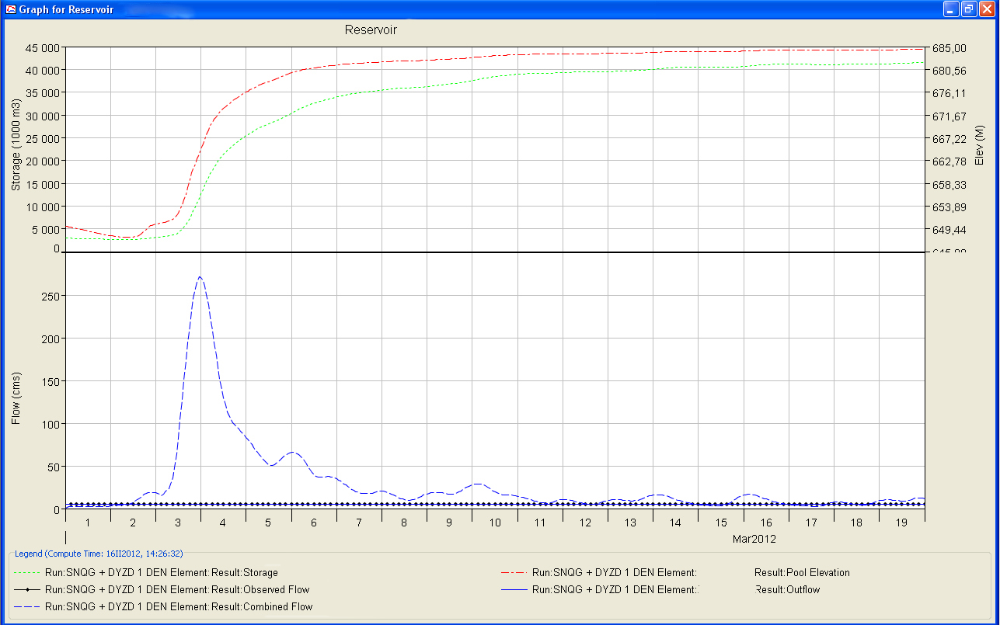 Graph for Reservoir
Reservoir
45 000
40 000
35 000
30 000
25 000
20 000
15 000
10 000
5 000
0
Storage (1000 m3)
685,00
680,56
676,11
671,67
667,22
662,78
658,33
653,89
649,44
Elev (M)
250
200
150
100
50
0
Flow (cms)
1 2 3 4 5 6 7 8 9 10 11 12 13 14 15 16 17 18 19
Mar2012
Legend (Compute Time: 16II2012, 14:26:32)
Run:SNQG + DYZD 1 DEN Element: Result:Storage
Run:SNQG + DYZD 1 DEN Element: Result:Pool Elevation
Run:SNQG + DYZD 1 DEN Element: Result:Observed Flow
Run:SNQG + DYZD 1 DEN Element: Result:Outflow
Run:SNQG + DYZD 1 DEN Element: Result:Combined Flow